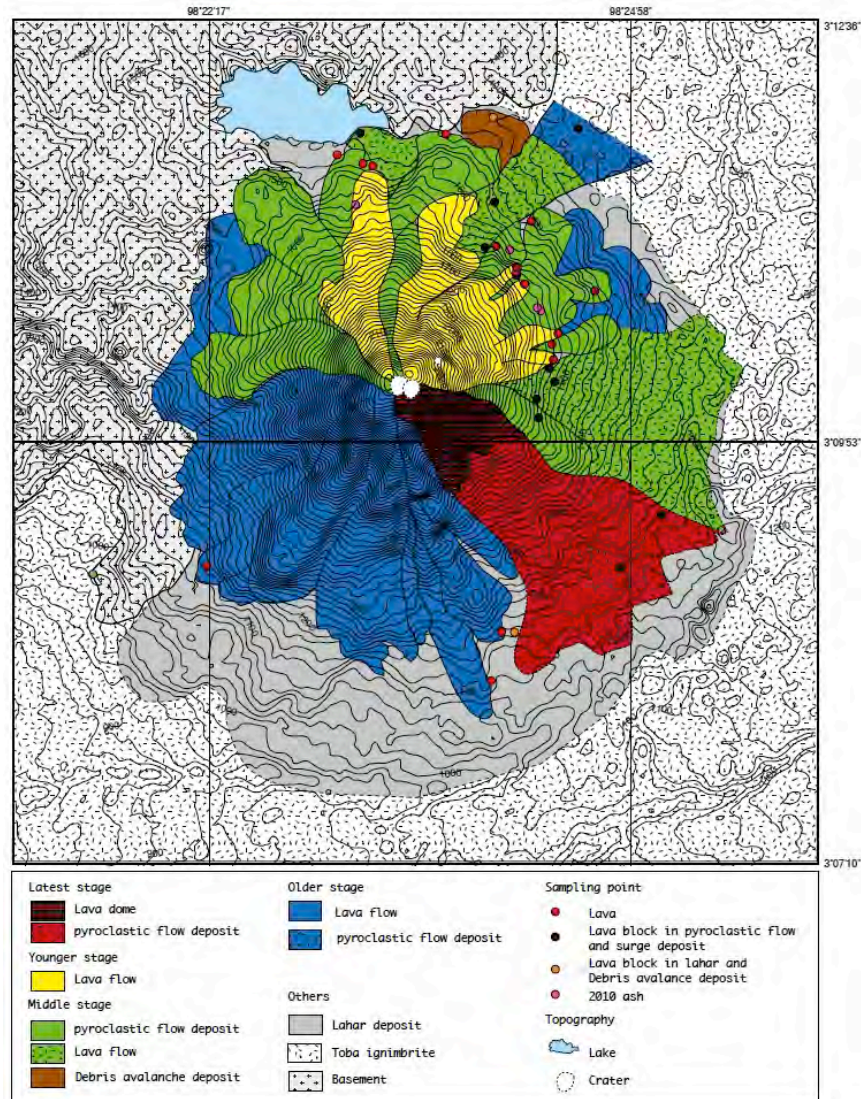 98°22'17"
98°24'58"
3°12'36"
3°09'53"
3°07'10"
1000
Latest stage
Lava dome
pyroclastic flow deposit
Younger stage
Lava flow
Middle stage
pyroclastic flow deposit
Lava flow
Debris avalanche deposit
Older stage
Lava flow
pyroclastic flow deposit
Others
Lahar deposit
Toba ignimbrite
Basement
Sampling point
Lava
Lava block in pyroclastic flow
and surge deposit
Lava block in lahar and
Debris avalance deposit
2010 ash
Topography
Lake
Crater